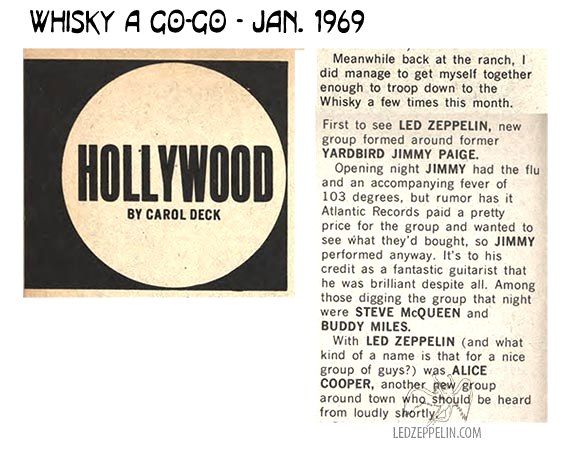 WHISKY A GO-GO - JAN. 1969
HOLLYWOOD
BY CAROL DECK
Meanwhile back at the ranch, I
did manage to get myself together
enough to troop down to the
Whisky a few times this month.
First to see LED ZEPPELIN, new
group formed around former
YARDBIRD JIMMY PAIGE.
Opening night JIMMY had the flu
and an accompanying fever of
103 degrees, but rumor has it
Atlantic Records paid a pretty
price for the group and wanted to
see what they'd bought, so JIMMY
performed anyway. It's to his
credit as a fantastic guitarist that
he was brilliant despite all. Among
those digging the group that night
were STEVE McQUEEN and
BUDDY MILES.
With LED ZEPPELIN (and what
kind of a name is that for a nice
group of guys?) was ALICE
COOPER, another new group
around town who should be heard
from loudly shortly.
LEDZEPPELIN.COM